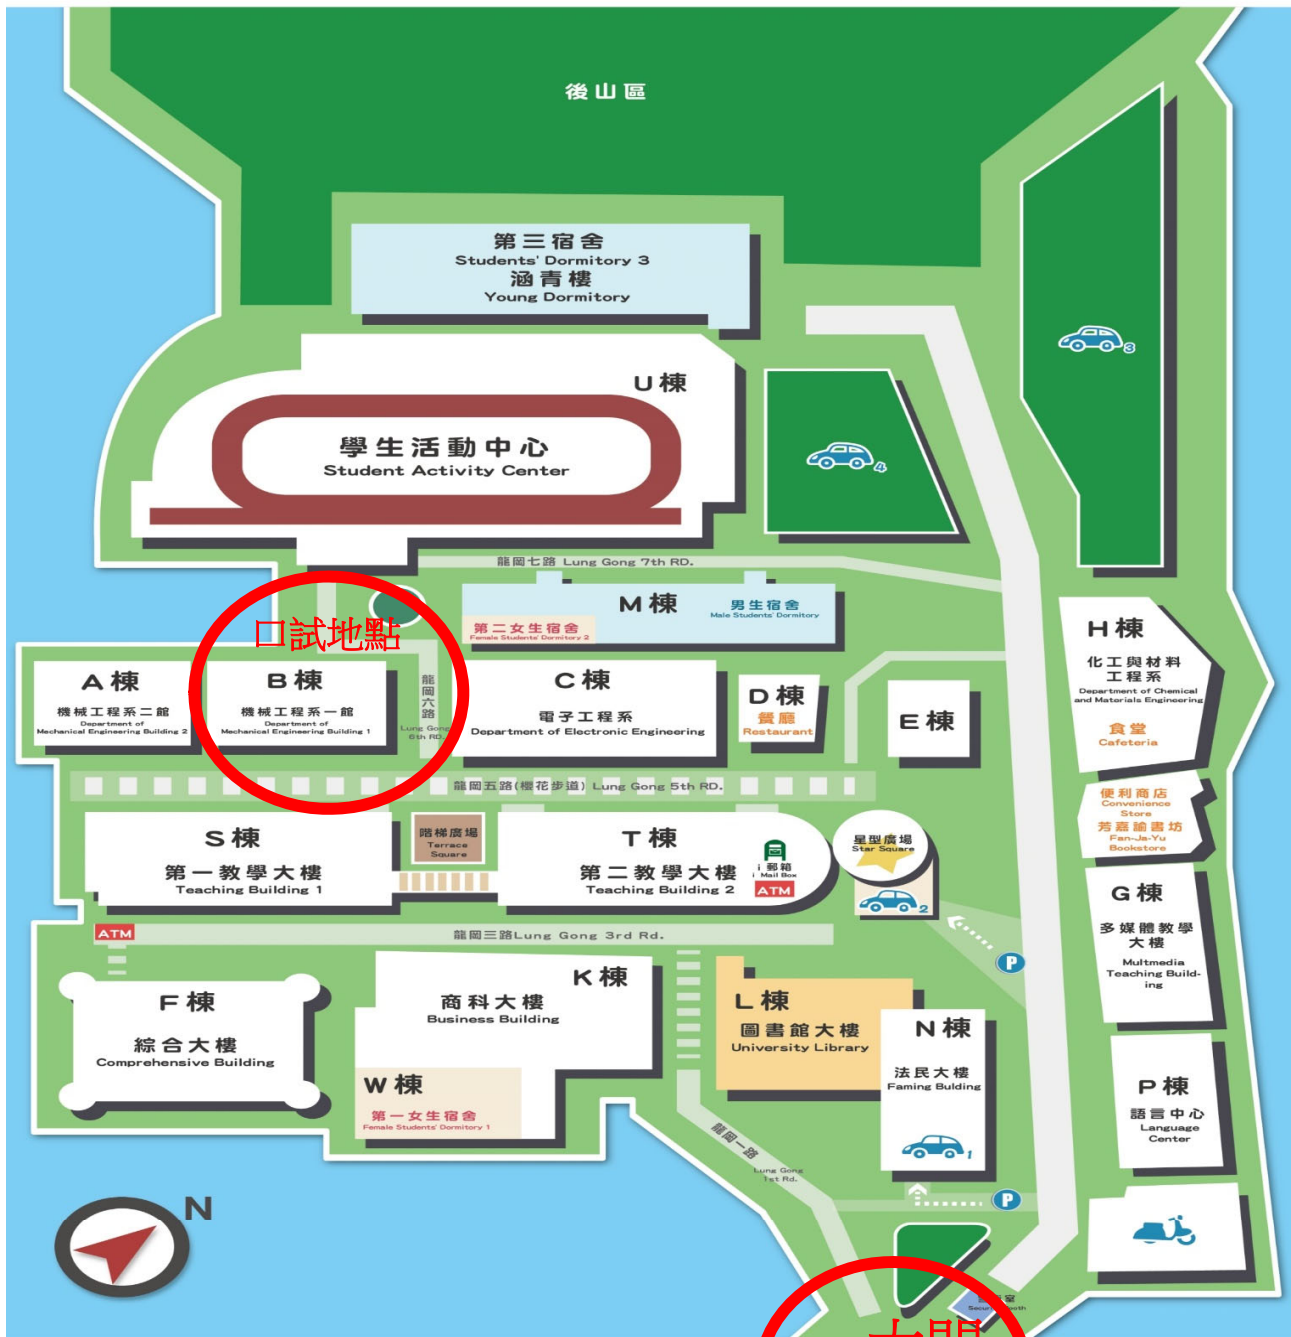 後山區
第三宿舍
Students' Dormitory 3
涵青樓
Young Dormitory
3
U棟
學生活動中心
Student Activity Center
4
龍岡七路 Lung Gong 7th RD.
口試地點
M棟
男生宿舍
Male Students' Dormitory
第二女生宿舍
Female Students' Dormitory 2
A棟
機械工程系二館
Department of
Mechanical Engineering Building 2
B棟
機械工程系一館
Department of
Mechanical Engineering Building 1
龍岡六路
Lung Gong
6th RD.
C棟
電子工程系
Department of Electronic Engineering
D棟
餐廳
Restaurant
E棟
H棟
化工與材料
工程系
Department of Chemical
and Materials Engineering
食堂
Cafeteria
龍岡五路(櫻花步道) Lung Gong 5th RD.
便利商店
Convenience
Store
芳嘉諭書坊
Fan-Ja-Yu
Bookstore
S棟
第一教學大樓
Teaching Building 1
階梯廣場
Terrace
Square
T棟
第二教學大樓
Teaching Building 2
i 郵箱
i Mail Box
ATM
星型廣場
Star Square
2
G棟
多媒體教學
大樓
Multmedia
Teaching Build-
ing
ATM
龍岡三路Lung Gong 3rd Rd.
P
F棟
綜合大樓
Comprehensive Building
K棟
商科大樓
Business Building
W棟
第一女生宿舍
Female Students' Dormitory 1
L棟
圖書館大樓
University Library
N棟
法民大樓
Faming Bulding
1
P棟
語言中心
Language
Center
龍岡一路
Lung Gong
1st Rd.
P
N